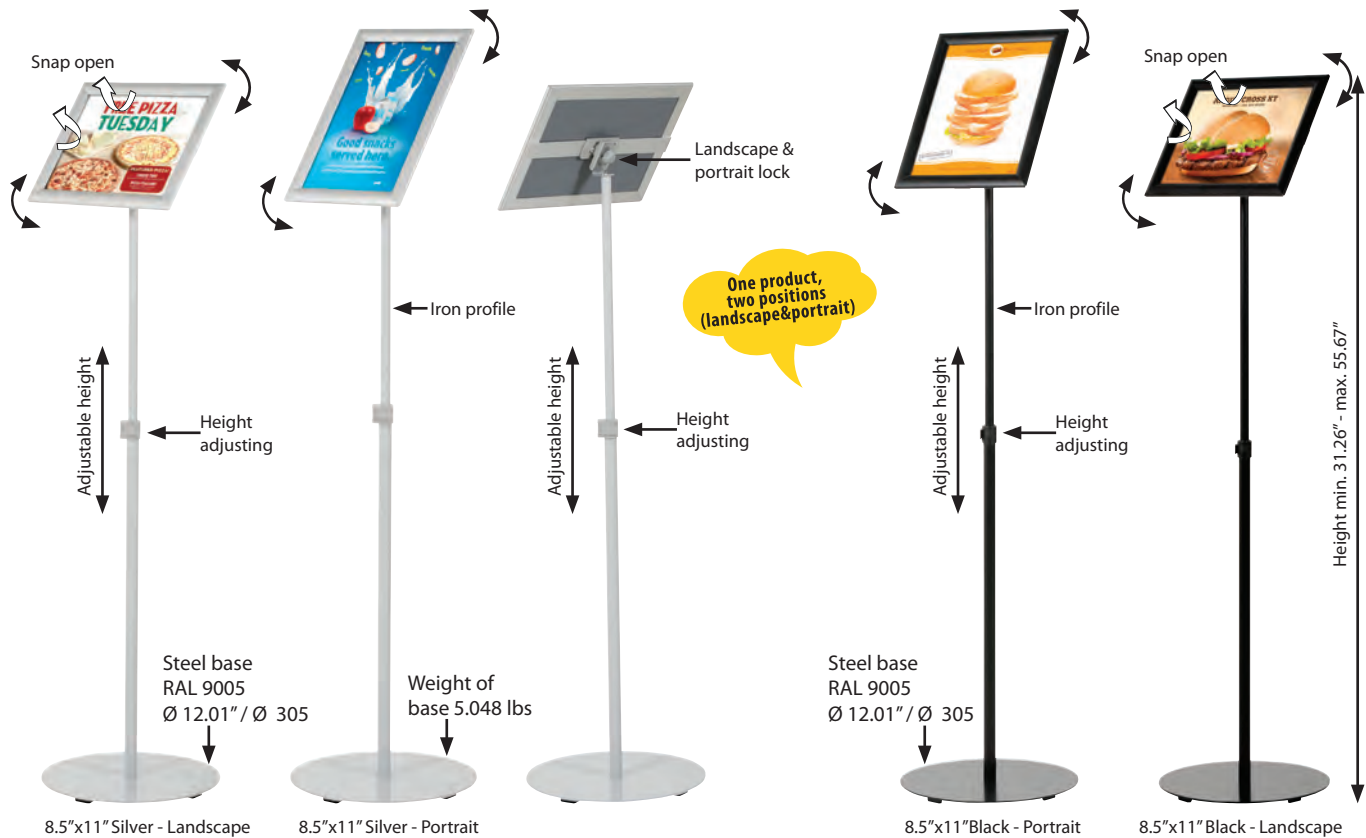 Snap open
FREE PIZZA
TUESDAY
Good snacks
served here.
Landscape &
portrait lock
Snap open
CROSS XT
One product,
two positions
(landscape&portrait)
Iron profile
Iron profile
Adjustable height
Height
adjusting
Adjustable height
Height
adjusting
Adjustable height
Height
adjusting
Height min. 31.26” - max. 55.67”
Steel base
RAL 9005
Ø 12.01” / Ø 305
Weight of
base 5.048 lbs
Steel base
RAL 9005
Ø 12.01” / Ø 305
8.5”x11” Silver - Landscape
8.5”x11” Silver - Portrait
8.5”x11”Black - Portrait
8.5”x11” Black - Landscape